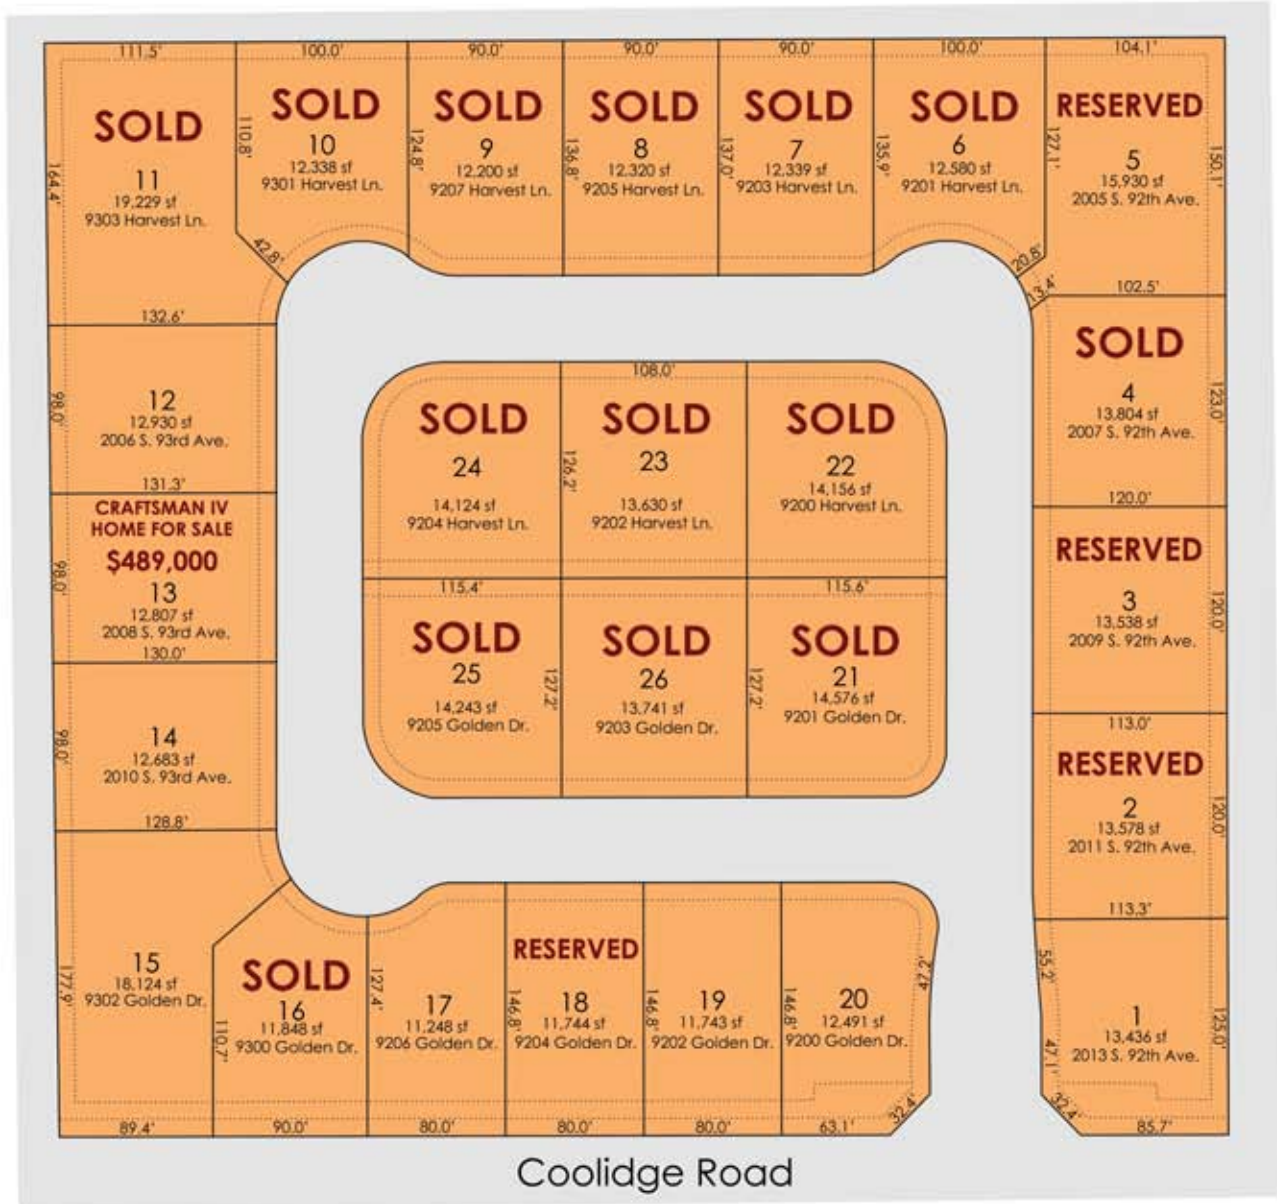 111.5'
100.0'
90.0'
90.0'
90.0'
100.0'
104.1'
SOLD
11
19,229 sf
9303 Harvest Ln.
164.4'
110.8'
42.8'
132.6'
SOLD
10
12,338 sf
9301 Harvest Ln.
124.8'
SOLD
9
12,200 sf
9207 Harvest Ln.
136.8'
SOLD
8
12,320 sf
9205 Harvest Ln.
137.0'
SOLD
7
12,339 sf
9203 Harvest Ln.
135.9'
SOLD
6
12,580 sf
9201 Harvest Ln.
127.1'
20.8'
13.4'
RESERVED
5
15,930 sf
2005 S. 92th Ave.
150.1'
102.5'
SOLD
4
13,804 sf
2007 S. 92th Ave.
123.0'
120.0'
RESERVED
3
13,538 sf
2009 S. 92th Ave.
120.0'
113.0'
RESERVED
2
13,578 sf
2011 S. 92th Ave.
120.0'
113.3'
55.2'
1
13,436 sf
2013 S. 92th Ave.
125.0'
47.1'
32.4'
85.7'
12
12,930 sf
2006 S. 93rd Ave.
98.0'
131.3'
CRAFTSMAN IV
HOME FOR SALE
$489,000
13
12,807 sf
2008 S. 93rd Ave.
98.0'
130.0'
14
12,683 sf
2010 S. 93rd Ave.
98.0'
128.8'
108.0'
SOLD
24
14,124 sf
9204 Harvest Ln.
126.2'
SOLD
23
13,630 sf
9202 Harvest Ln.
SOLD
22
14,156 sf
9200 Harvest Ln.
115.4'
115.6'
SOLD
25
14,243 sf
9205 Golden Dr.
127.2'
SOLD
26
13,741 sf
9203 Golden Dr.
127.2'
SOLD
21
14,576 sf
9201 Golden Dr.
15
18,124 sf
9302 Golden Dr.
177.9'
110.7'
SOLD
16
11,848 sf
9300 Golden Dr.
127.4'
17
11,248 sf
9206 Golden Dr.
146.8'
RESERVED
18
11,744 sf
9204 Golden Dr.
146.8'
19
11,743 sf
9202 Golden Dr.
146.8'
20
12,491 sf
9200 Golden Dr.
47.2'
32.4'
89.4'
90.0'
80.0'
80.0'
80.0'
63.1'
Coolidge Road